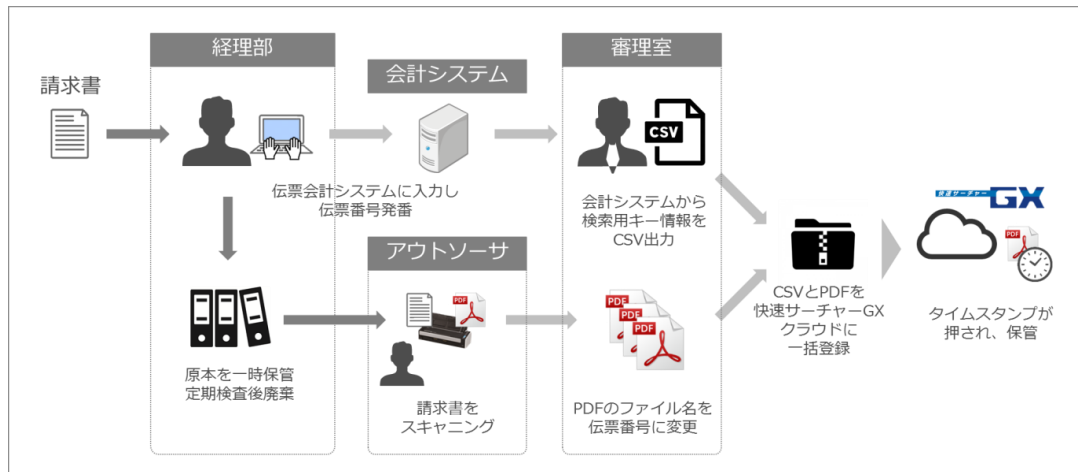 請求書
経理部
会計システム
伝票会計システムに入力し
伝票番号発番
原本を一時保管
定期検査後廃棄
アウトソーサ
PDF
請求書を
スキャニング
審理室
CSV
会計システムから
検索用キー情報を
CSV出力
PDF
PDF
PDF
PDFのファイル名を
伝票番号に変更
CSVとPDFを
快速サーチャーGX
クラウドに
一括登録
快速サーチャー
GX
PDF
タイムスタンプが
押され、保管